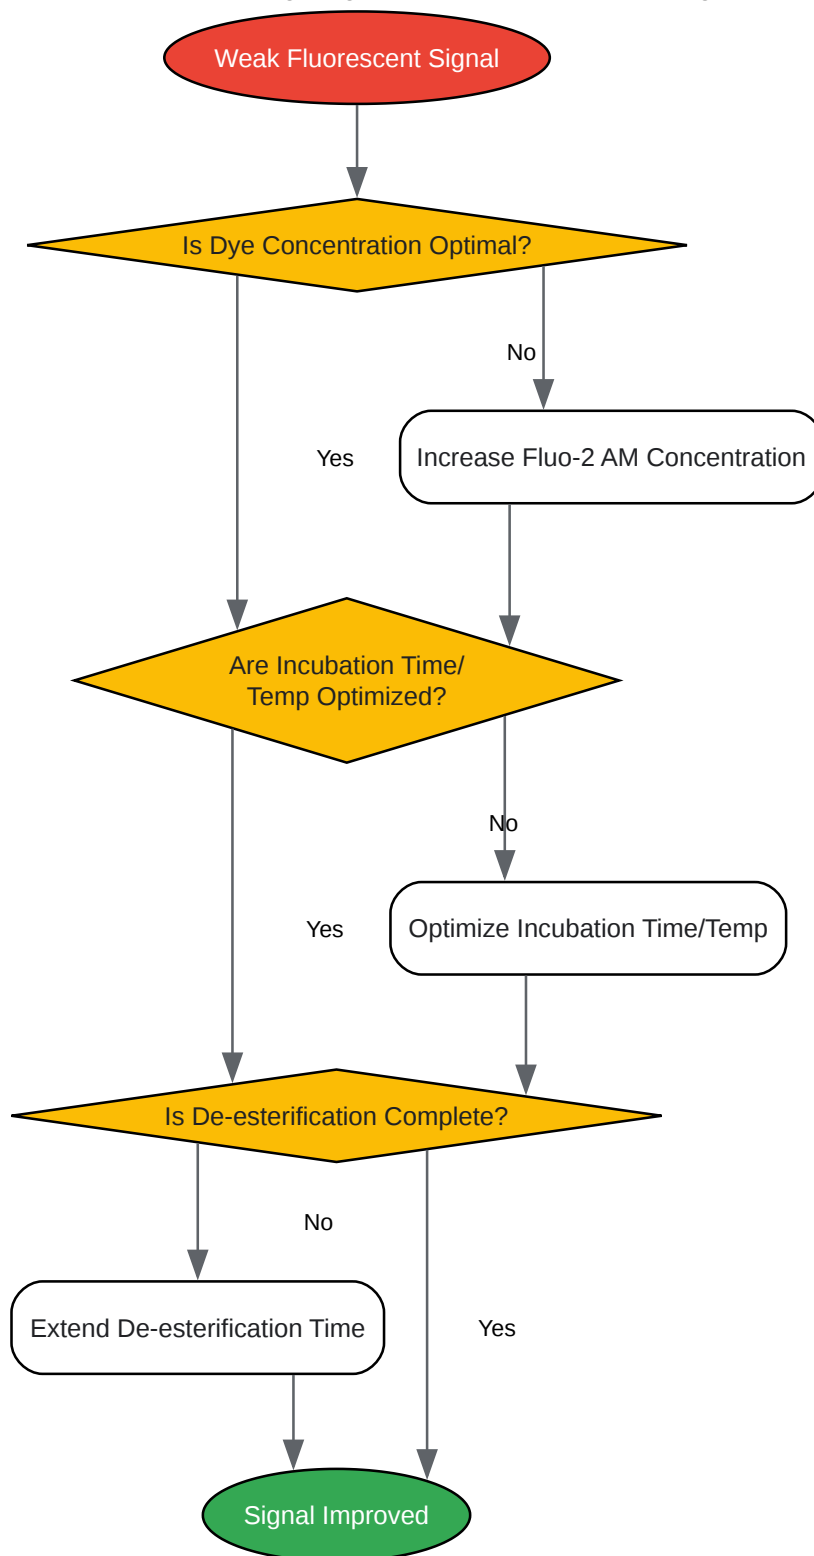 Weak Fluorescent Signal
Is Dye Concentration Optimal?
No
Yes
Increase Fluo-2 AM Concentration
Are Incubation Time/
Temp Optimized?
No
Yes
Optimize Incubation Time/Temp
Is De-esterification Complete?
No
Extend De-esterification Time
Yes
Signal Improved